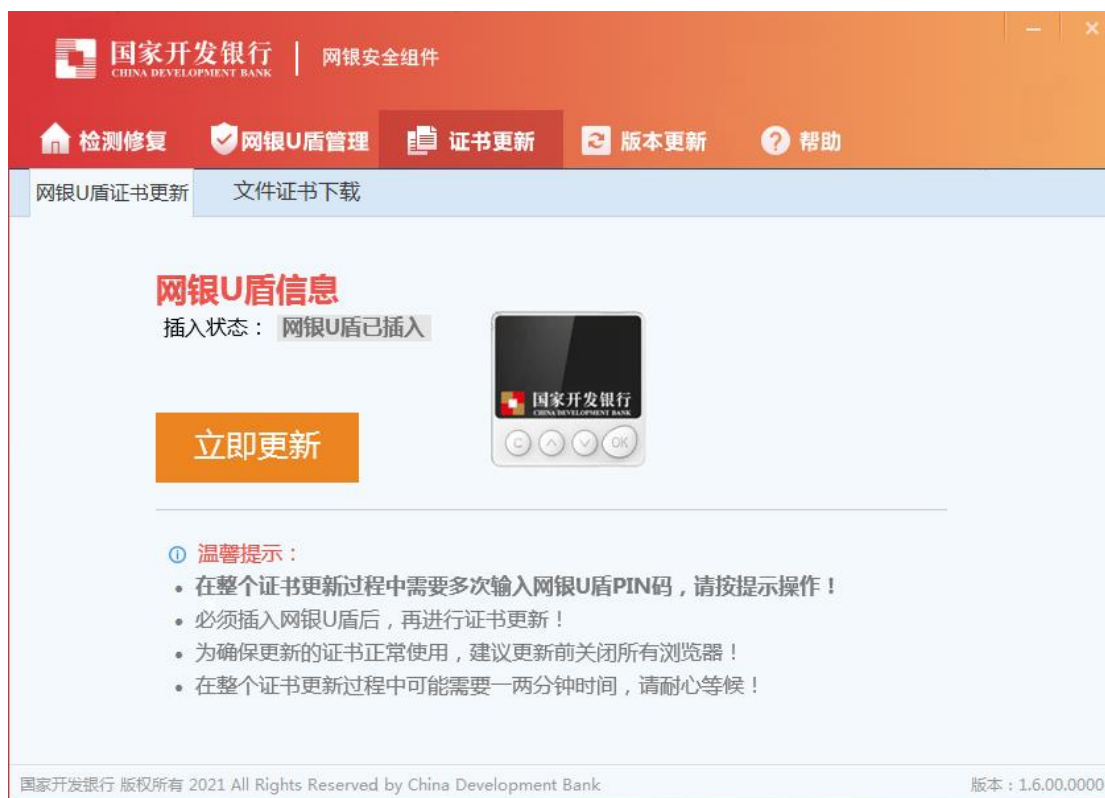 国家开发银行
CHINA DEVELOPMENT BANK
网银安全组件
检测修复 网银U盾管理 证书更新 版本更新 帮助
网银U盾证书更新 文件证书下载
网银U盾信息
插入状态： 网银U盾已插入
国家开发银行
CHINA DEVELOPMENT BANK
C OK
立即更新
温馨提示：
在整个证书更新过程中需要多次输入网银U盾PIN码，请按提示操作！
必须插入网银U盾后，再进行证书更新！
为确保更新的证书正常使用，建议更新前关闭所有浏览器！
在整个证书更新过程中可能需要一两分钟时间，请耐心等候！
国家开发银行 版权所有 2021 All Rights Reserved by China Development Bank 版本：1.6.00.0000